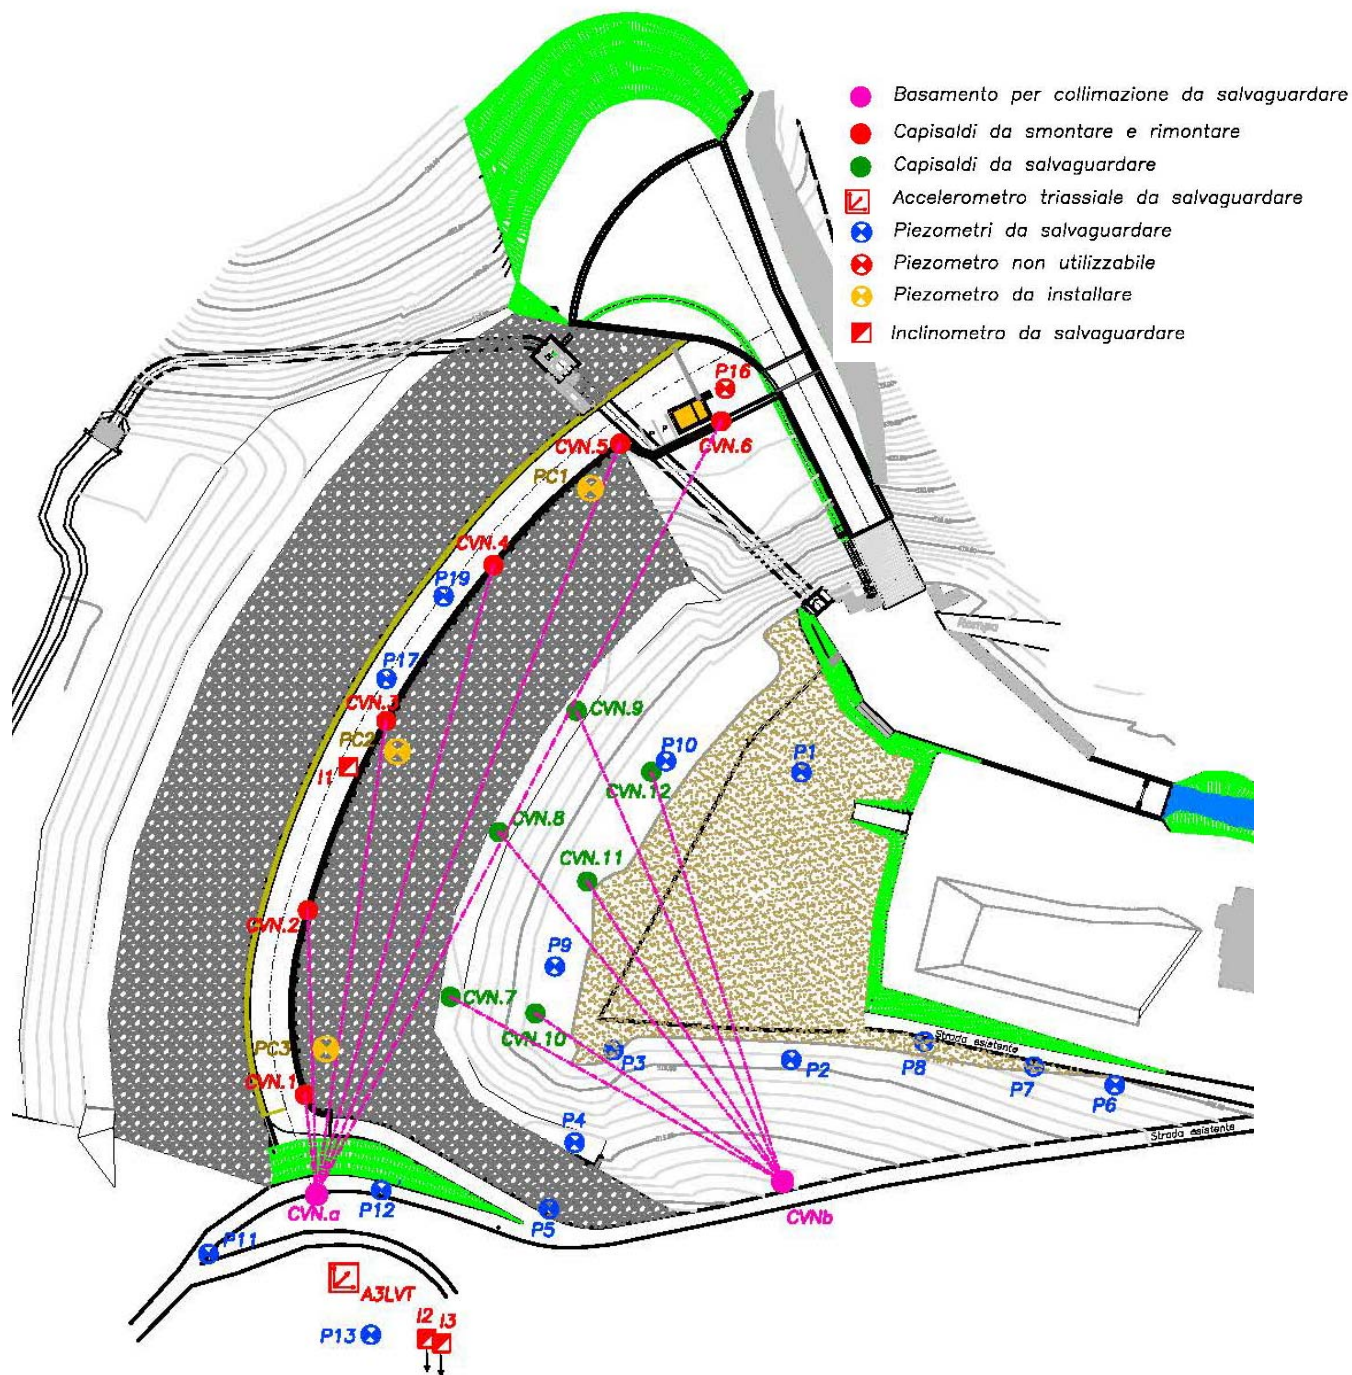 Basamento per collimazione da salvaguardare
Capisaldi da smontare e rimontare
Capisaldi da salvaguardare
Accelerometro triassiale da salvaguardare
Piezometri da salvaguardare
Piezometro non utilizzabile
Piezometro da installare
Inclinometro da salvaguardare
P16
CVN.6
CVN.5
PC1
CVN.4
P19
P17
CVN.3
PC2
I1
Rampa
CVN.9
P10
P1
CVN.12
CVN.8
CVN.11
CVN.2
P9
CVN.7
CVN.10
PC3
P3
P2
P8
Strada esistente
P7
P6
CVN.1
P4
Strada esistente
CVN.a
P12
P5
CVNb
P11
A3LVT
P13
I2
I3